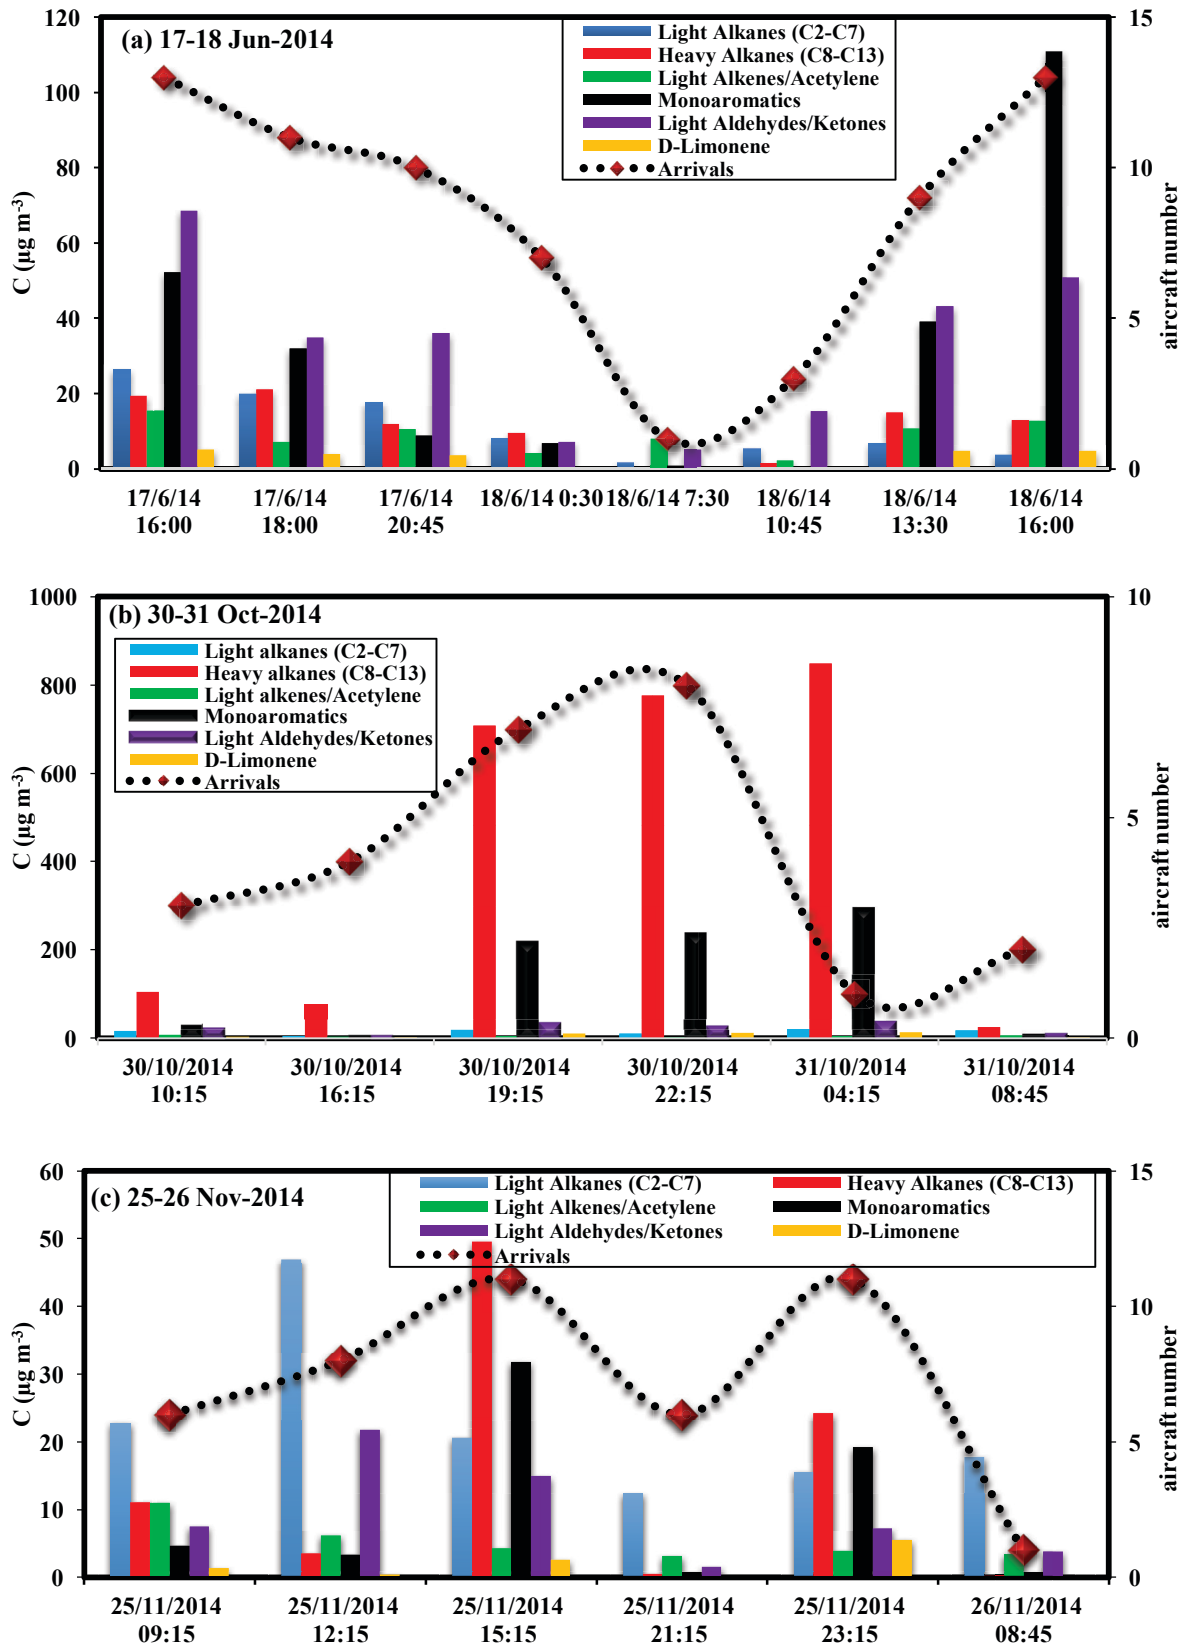 (a) 17-18 Jun-2014
Light Alkanes (C2-C7)
Heavy Alkanes (C8-C13)
Light Alkenes/Acetylene
Monoaromatics
Light Aldehydes/Ketones
D-Limonene
Arrivals
C (µg m-3)
120
100
80
60
40
20
0
15
10
5
0
aircraft number
17/6/14
16:00
17/6/14
18:00
17/6/14
20:45
18/6/14 0:30
18/6/14 7:30
18/6/14
10:45
18/6/14
13:30
18/6/14
16:00
(b) 30-31 Oct-2014
Light alkanes (C2-C7)
Heavy alkanes (C8-C13)
Light alkenes/Acetylene
Monoaromatics
Light Aldehydes/Ketones
D-Limonene
Arrivals
C (µg m-3)
1000
800
600
400
200
0
10
5
0
aircraft number
30/10/2014
10:15
30/10/2014
16:15
30/10/2014
19:15
30/10/2014
22:15
31/10/2014
04:15
31/10/2014
08:45
(c) 25-26 Nov-2014
Light Alkanes (C2-C7)
Heavy Alkanes (C8-C13)
Light Alkenes/Acetylene
Monoaromatics
Light Aldehydes/Ketones
D-Limonene
Arrivals
C (µg m-3)
60
50
40
30
20
10
0
15
10
5
0
aircraft number
25/11/2014
09:15
25/11/2014
12:15
25/11/2014
15:15
25/11/2014
21:15
25/11/2014
23:15
26/11/2014
08:45